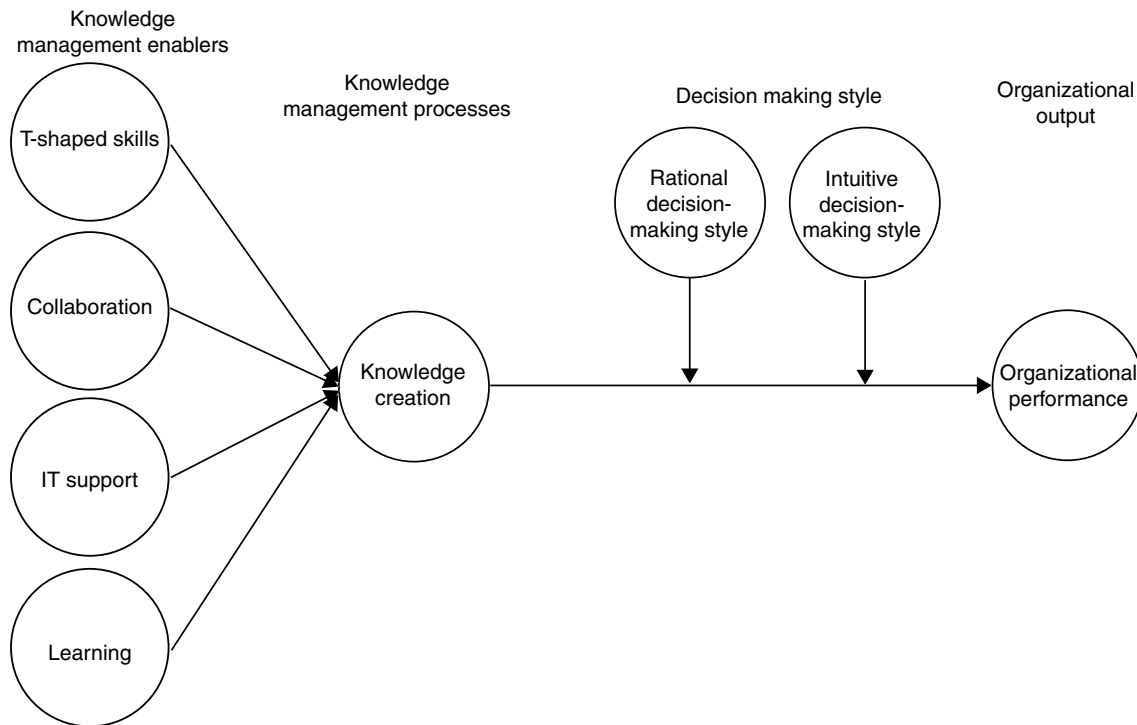 Knowledge
management enablers
T-shaped skills
Collaboration
IT support
Learning
Knowledge
management processes
Knowledge
creation
Decision making style
Rational
decision-
making style
Intuitive
decision-
making style
Organizational
output
Organizational
performance